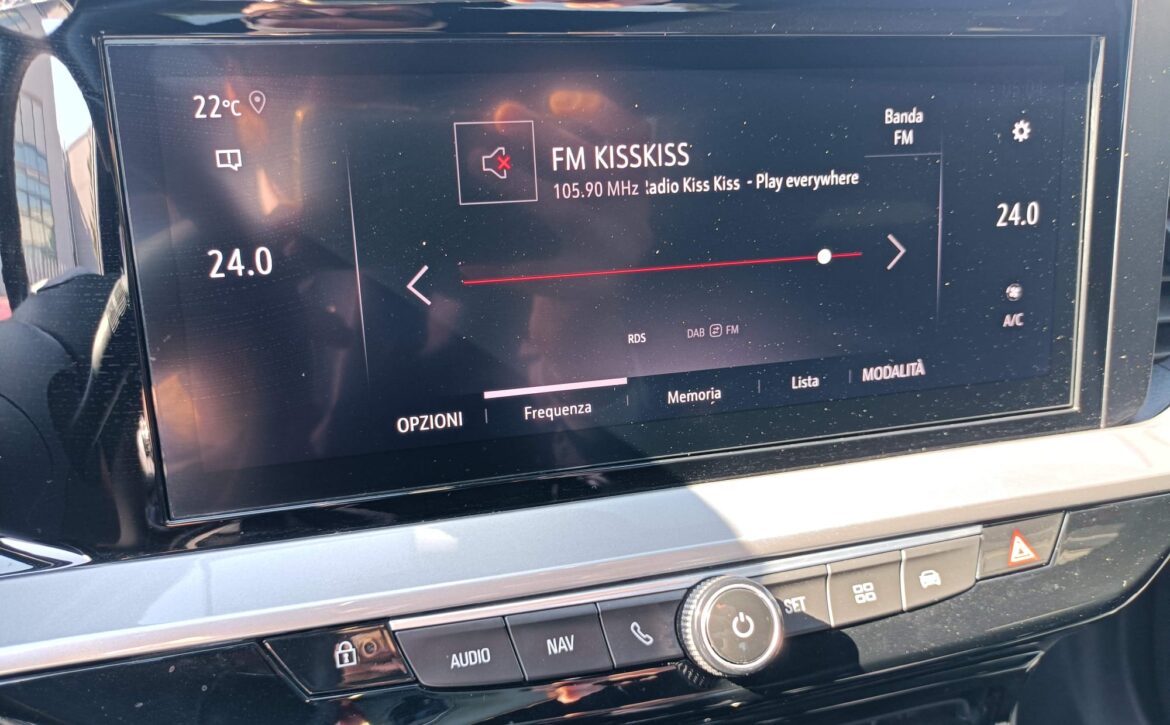 22°C
24.0
FM KISSKISS
105.90 MHz adio Kiss Kiss - Play everywhere
Banda
FM
24.0
A/C
RDS
DAB FM
OPZIONI
Frequenza
Memoria
Lista
MODALITÀ
AUDIO
NAV
SET